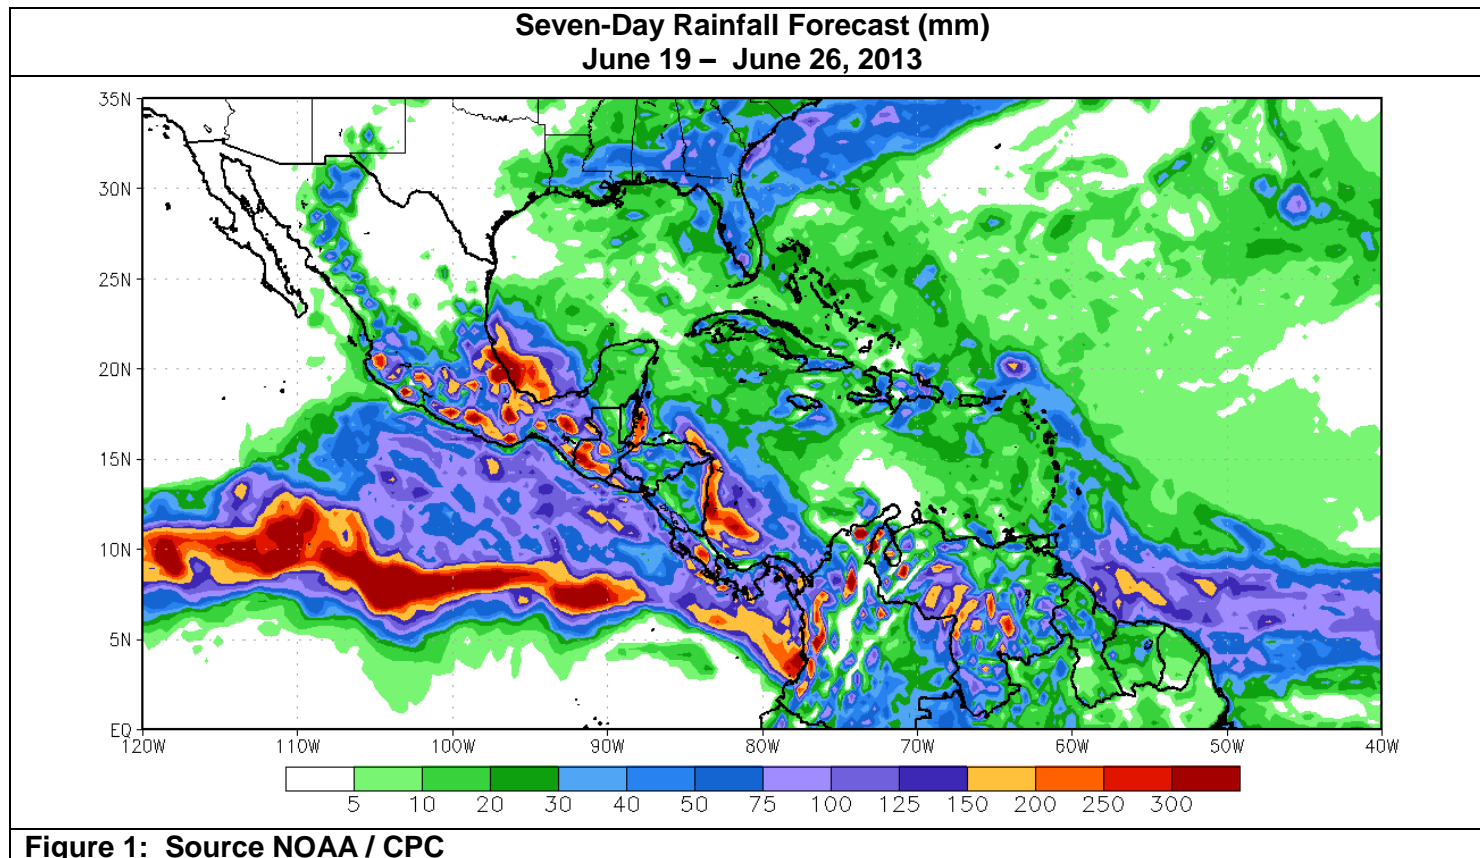 Seven-Day Rainfall Forecast (mm)
June 19 – June 26, 2013
35N
30N
25N
20N
15N
10N
5N
EQ
120W 110W 100W 90W 80W 70W 60W 50W 40W
5 10 20 30 40 50 75 100 125 150 200 250 300
Figure 1: Source NOAA / CPC